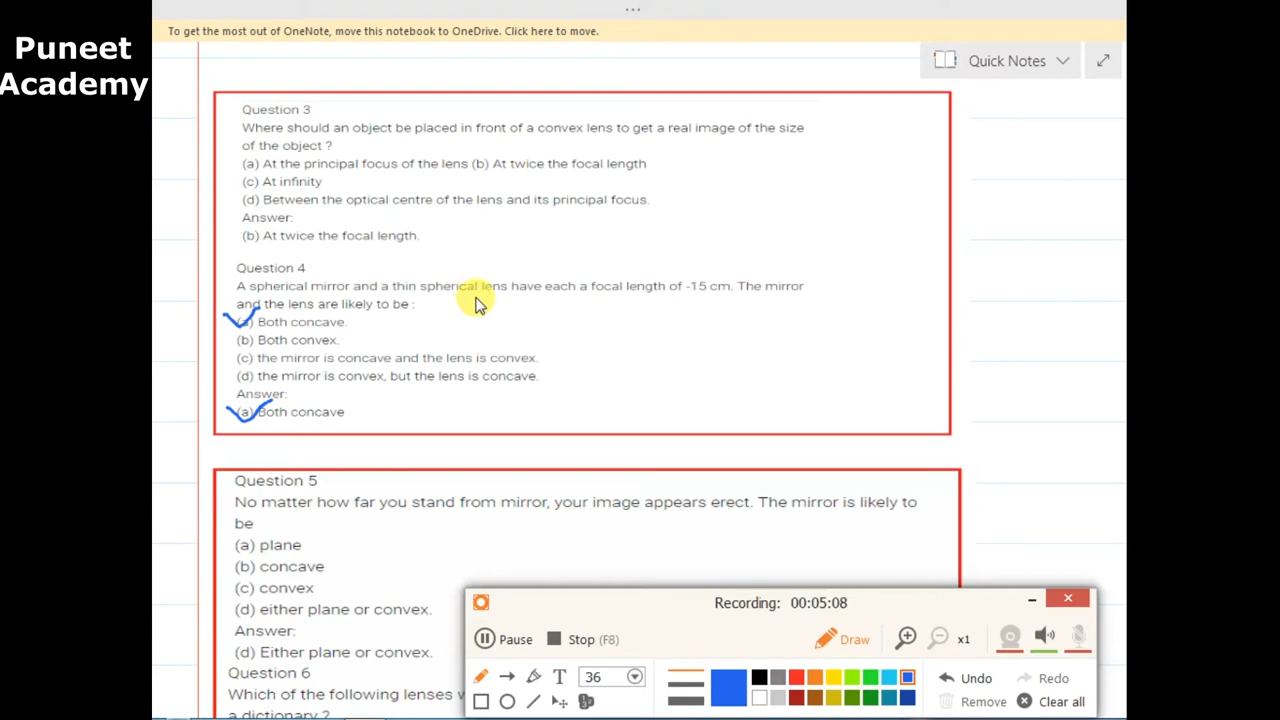 Puneet
Academy
To get the most out of OneNote, move this notebook to OneDrive. Click here to move.
Quick Notes
Question 3
Where should an object be placed in front of a convex lens to get a real image of the size
of the object ?
(a) At the principal focus of the lens (b) At twice the focal length
(c) At infinity
(d) Between the optical centre of the lens and its principal focus.
Answer:
(b) At twice the focal length.
Question 4
A spherical mirror and a thin spherical lens have each a focal length of -15 cm. The mirror
and the lens are likely to be :
(a) Both concave.
(b) Both convex.
(c) the mirror is concave and the lens is convex.
(d) the mirror is convex, but the lens is concave.
Answer:
(a) Both concave
Question 5
No matter how far you stand from mirror, your image appears erect. The mirror is likely to
be
(a) plane
(b) concave
(c) convex
(d) either plane or convex.
Answer:
(d) Either plane or convex.
Question 6
Which of the following lenses
a dictionary ?
Recording: 00:05:08
Pause Stop (F8) Draw x1
36 Undo Redo
Remove Clear all